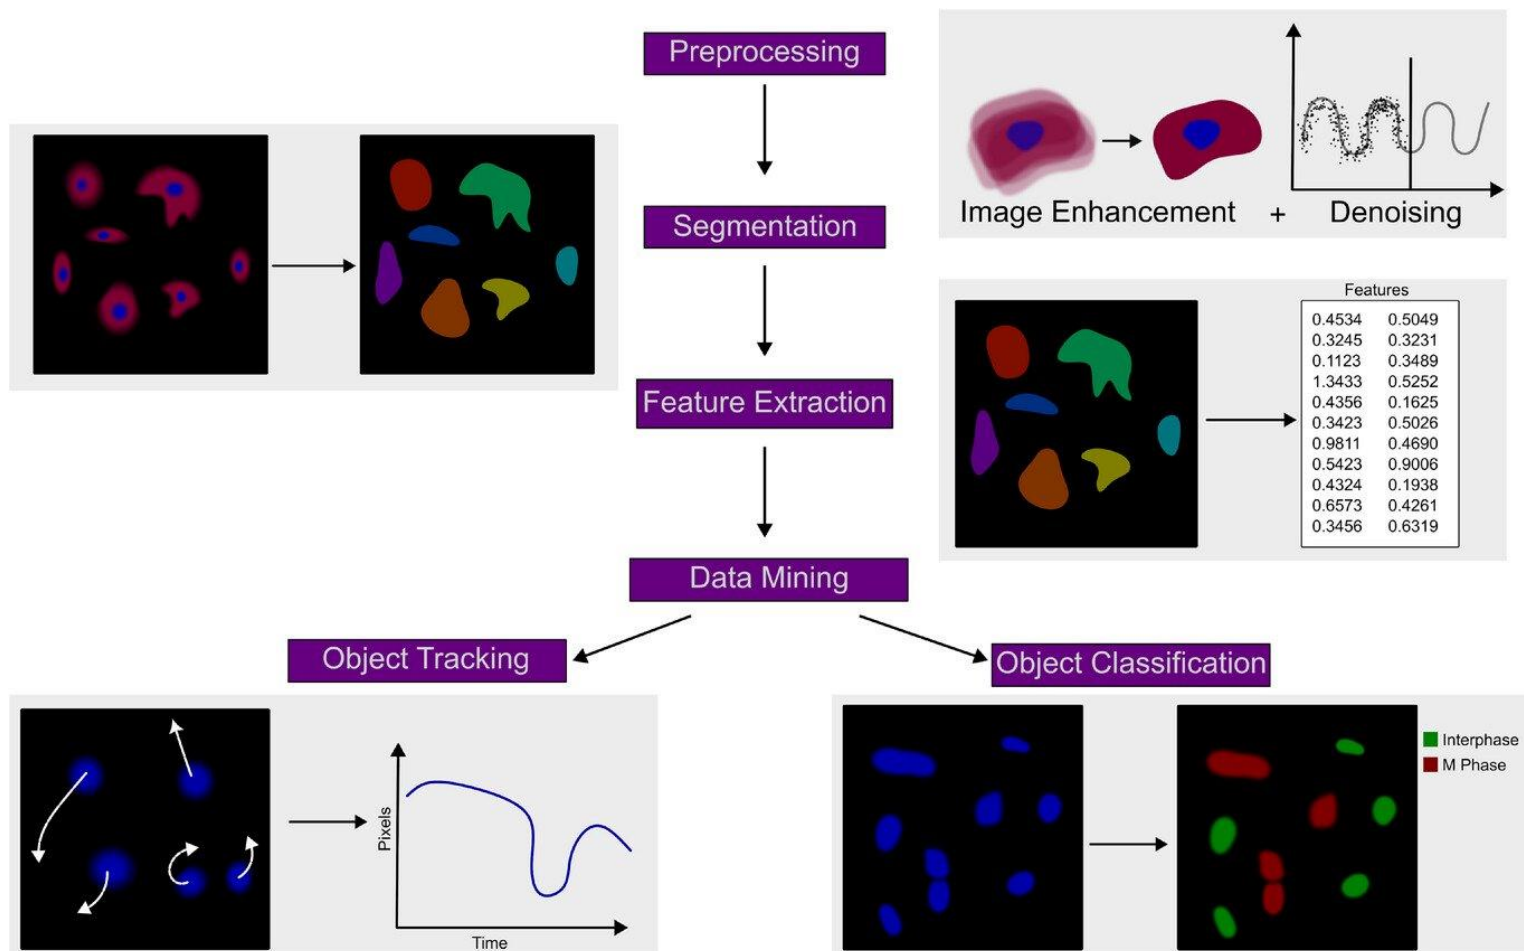 Preprocessing
Image Enhancement + Denoising
Segmentation
Features
0.4534 0.5049
0.3245 0.3231
0.1123 0.3489
1.3433 0.5252
0.4356 0.1625
0.3423 0.5026
0.9811 0.4690
0.5423 0.9006
0.4324 0.1938
0.6573 0.4261
0.3456 0.6319
Feature Extraction
Data Mining
Object Tracking
Pixels
Time
Object Classification
Interphase
M Phase